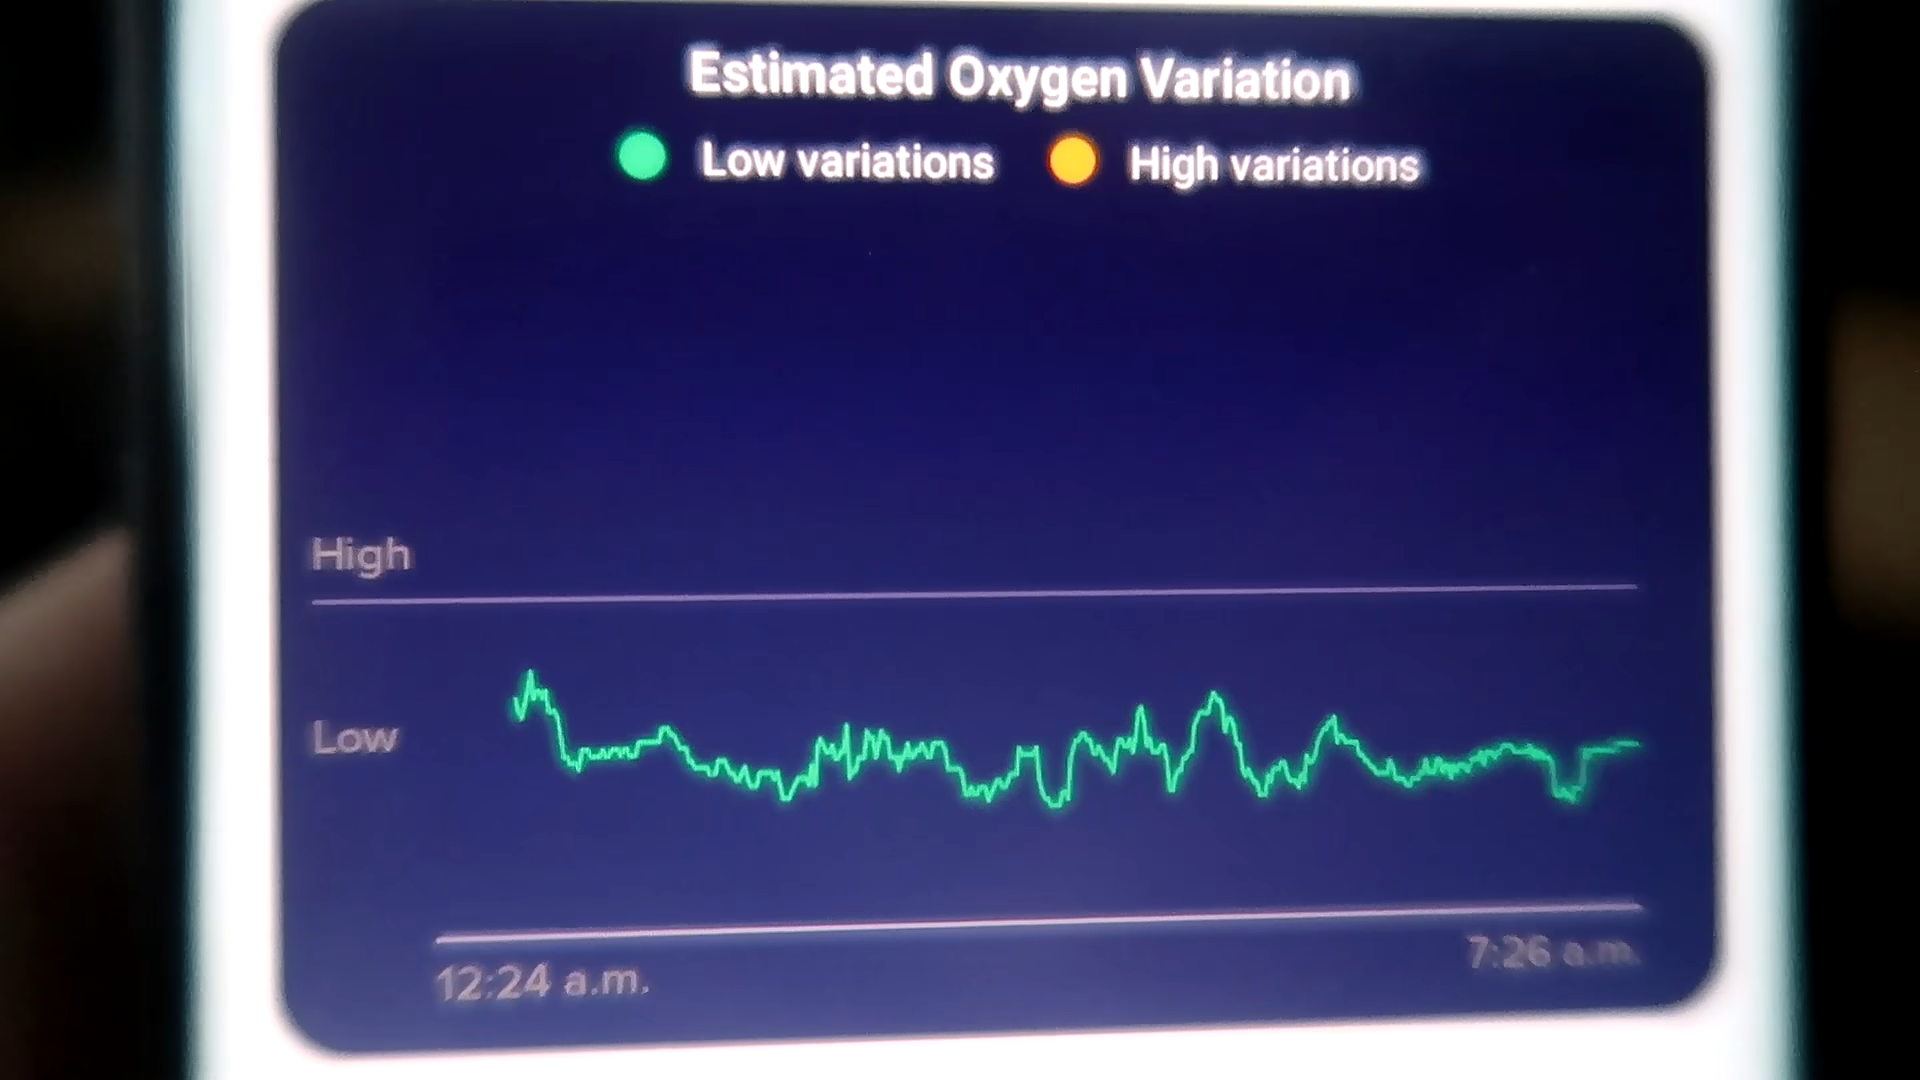 Estimated Oxygen Variation
Low variations High variations
High
Low
12:24 a.m. 7:26 a.m.